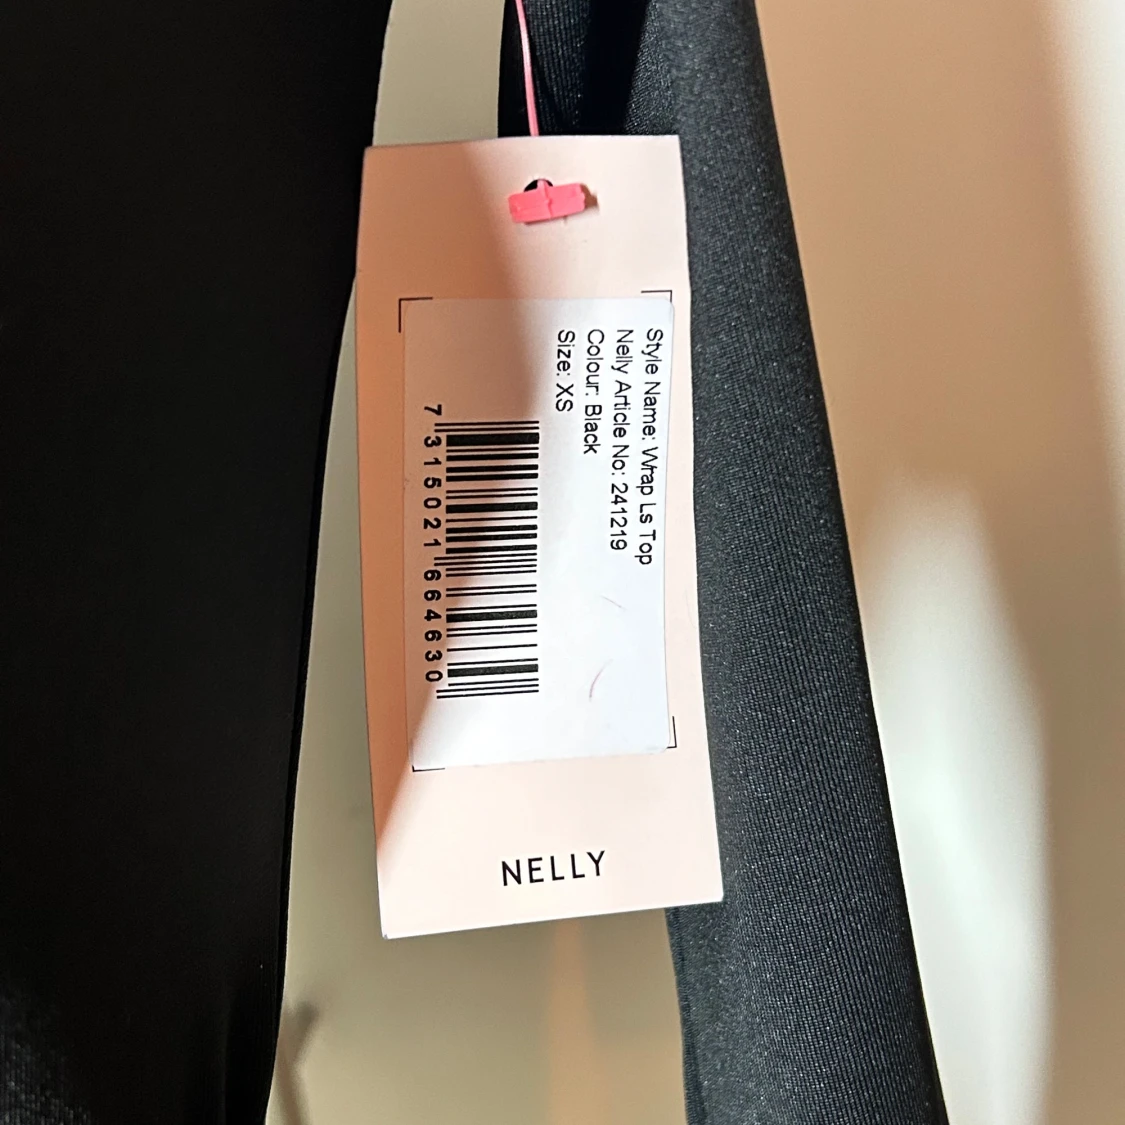 Style Name: Wrap Ls Top
Nelly Article No: 241219
Colour: Black
Size: XS
7 315021 664630
NELLY